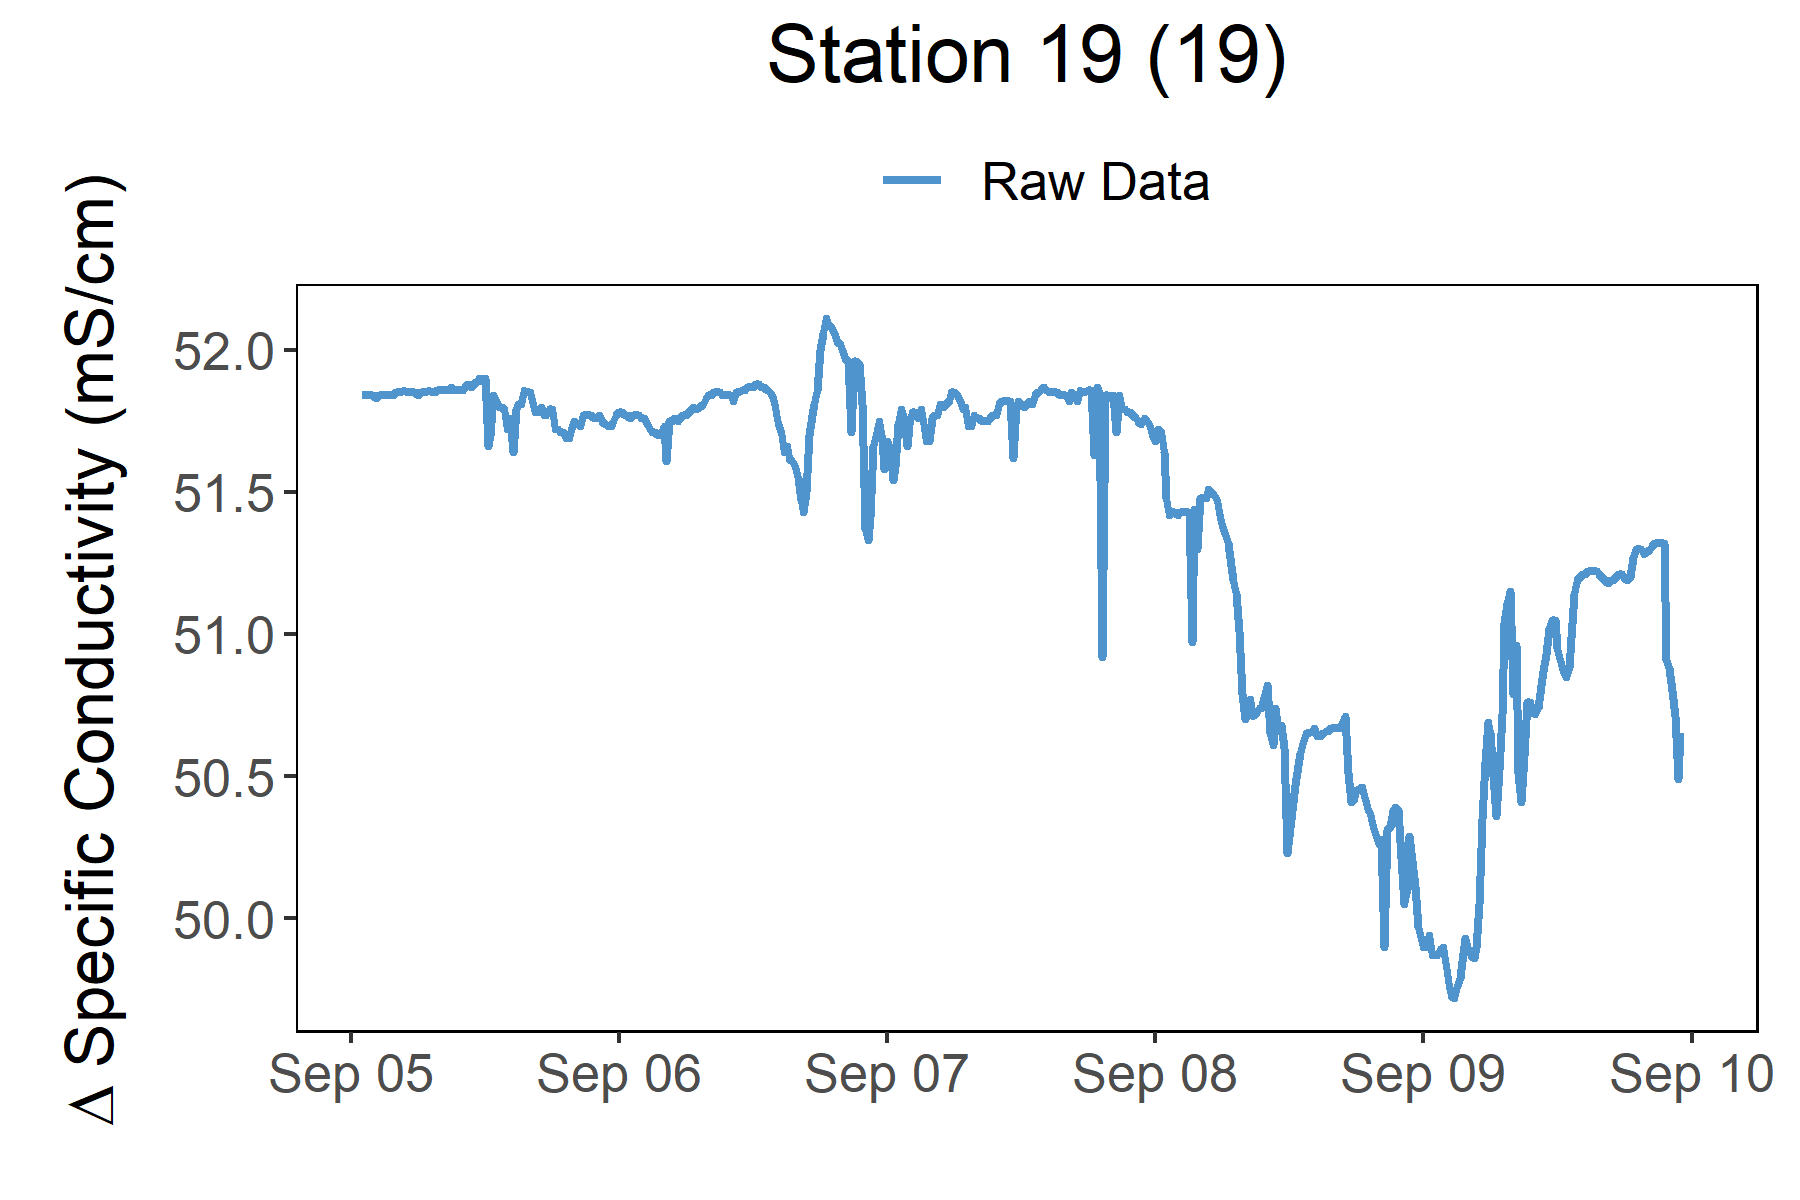 Station 19 (19)
Raw Data
Δ Specific Conductivity (mS/cm)
52.0
51.5
51.0
50.5
50.0
Sep 05 Sep 06 Sep 07 Sep 08 Sep 09 Sep 10